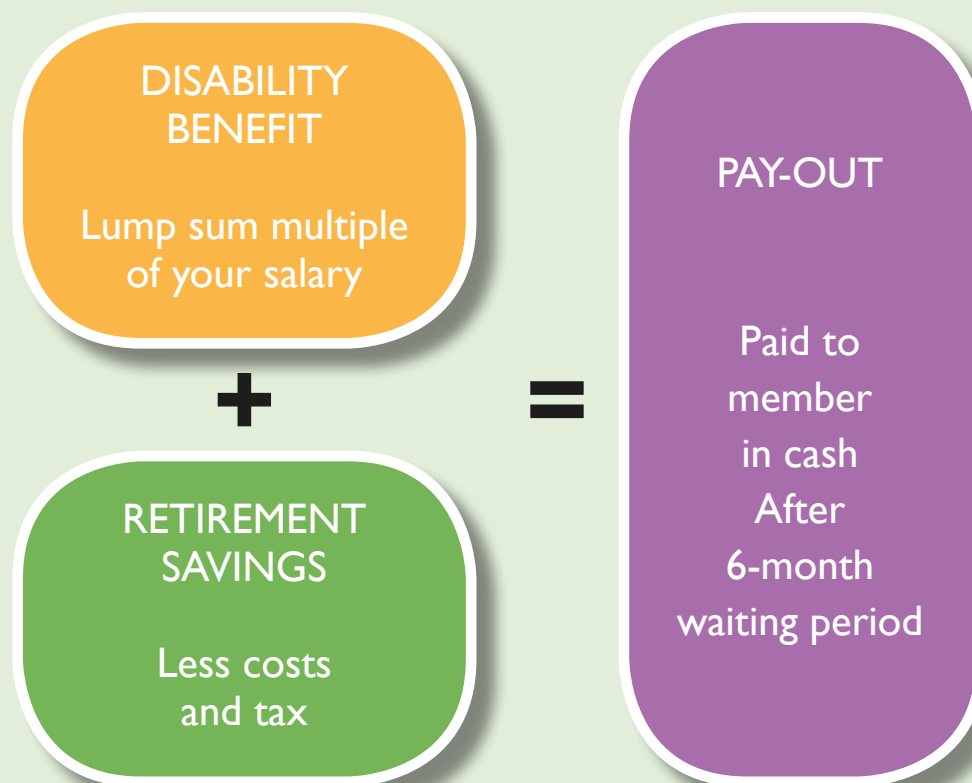 DISABILITY
BENEFIT
Lump sum multiple
of your salary
+
RETIREMENT
SAVINGS
Less costs
and tax
=
PAY-OUT
Paid to
member
in cash
After
6-month
waiting period